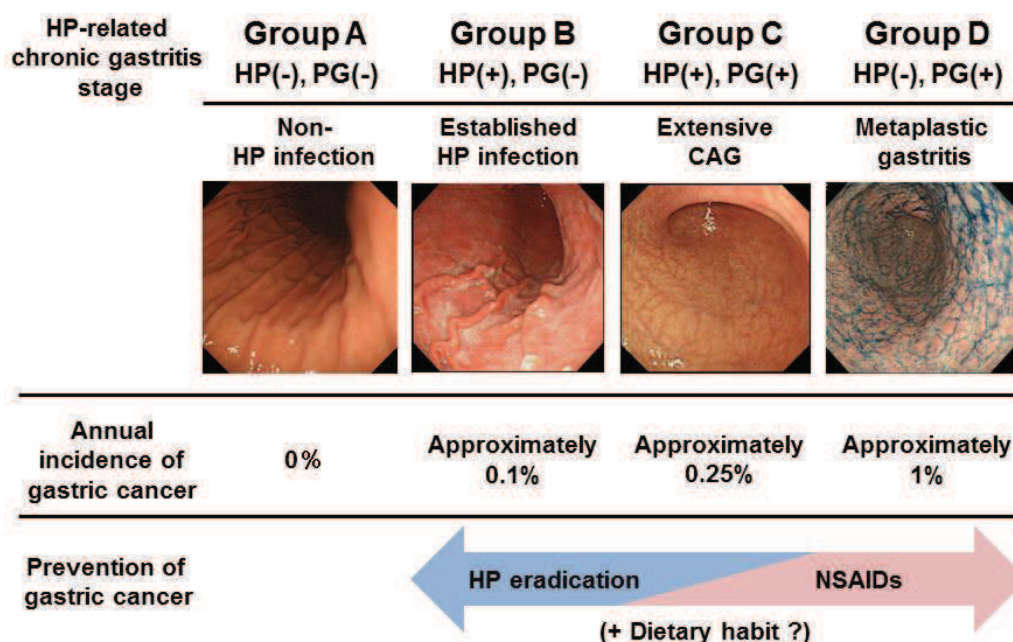 HP-related
chronic gastritis
stage
Group A
HP(-), PG(-)
Group B
HP(+), PG(-)
Group C
HP(+), PG(+)
Group D
HP(-), PG(+)
Non-
HP infection
Established
HP infection
Extensive
CAG
Metaplastic
gastritis
Annual
incidence of
gastric cancer
0%
Approximately
0.1%
Approximately
0.25%
Approximately
1%
Prevention of
gastric cancer
HP eradication
NSAIDs
(+ Dietary habit ?)